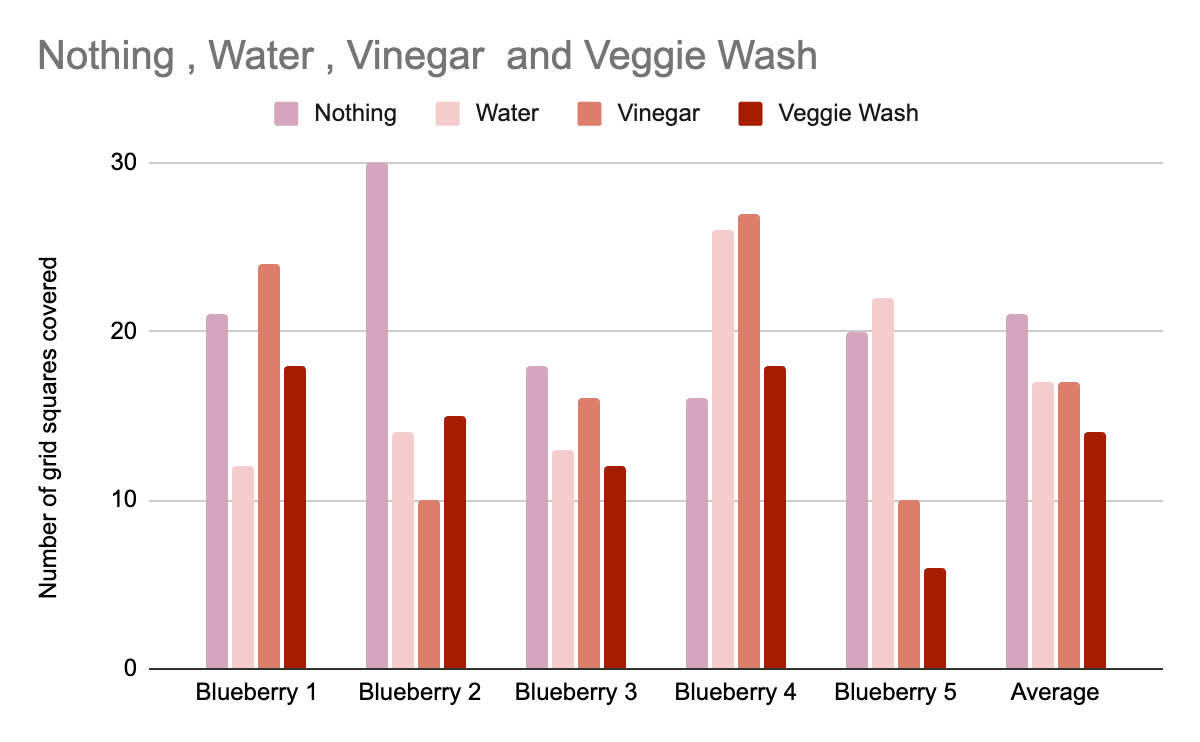 Nothing , Water , Vinegar  and Veggie Wash
Nothing Water Vinegar Veggie Wash
Number of grid squares covered
30
20
10
0
Blueberry 1 Blueberry 2 Blueberry 3 Blueberry 4 Blueberry 5 Average